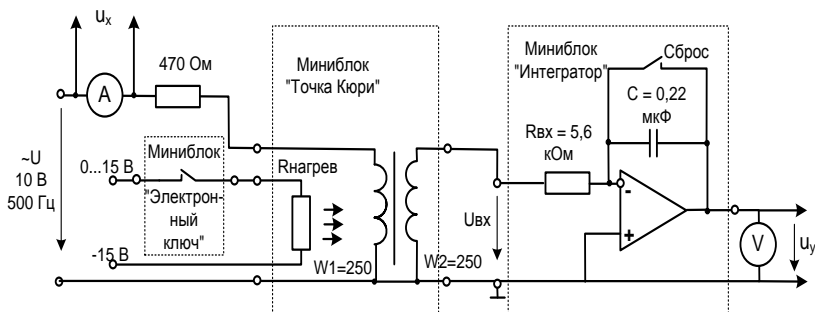 uₓ
470 Ом
A
Миниблок
"Точка Кюри"
Миниблок
"Интегратор"
Сброс
C = 0,22
мкФ
Rвх = 5,6
кОм
~U
10 В
500 Гц
0...15 В
Миниблок
"Электрон-
ный
ключ"
Rнагрев
-15 В
W1=250
W2=250
Uвх
-
+
V
uᵧ